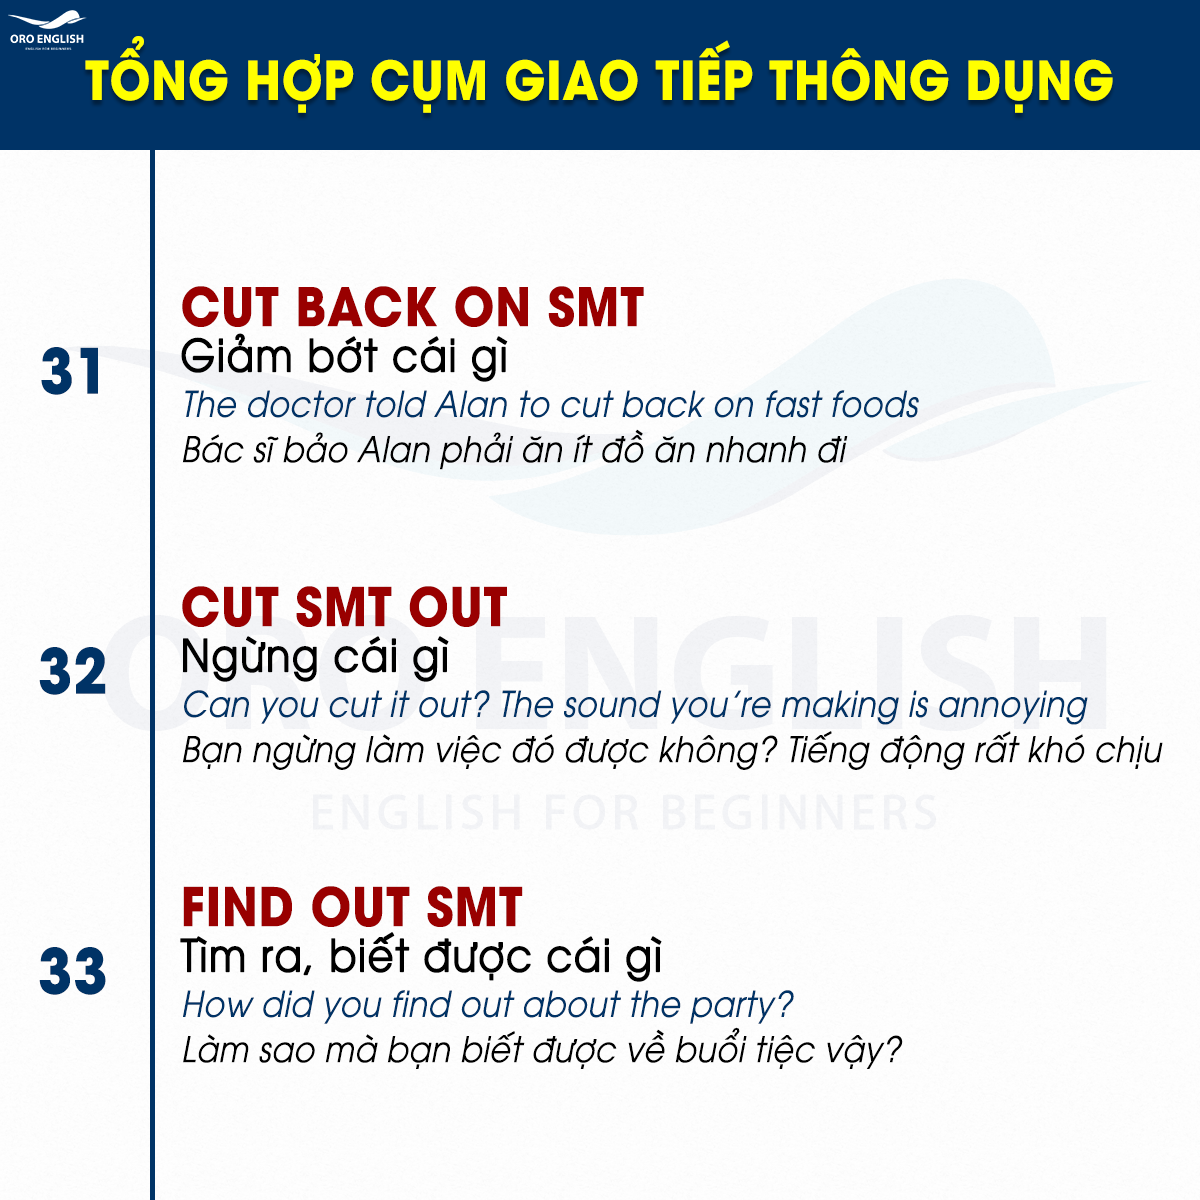 ORO ENGLISH
ENGLISH FOR BEGINNERS
TỔNG HỢP CỤM GIAO TIẾP THÔNG DỤNG
31
CUT BACK ON SMT
Giảm bớt cái gì
The doctor told Alan to cut back on fast foods
Bác sĩ bảo Alan phải ăn ít đồ ăn nhanh đi
32
CUT SMT OUT
Ngừng cái gì
Can you cut it out? The sound you’re making is annoying
Bạn ngừng làm việc đó được không? Tiếng động rất khó chịu
ORO ENGLISH
ENGLISH FOR BEGINNERS
33
FIND OUT SMT
Tìm ra, biết được cái gì
How did you find out about the party?
Làm sao mà bạn biết được về buổi tiệc vậy?